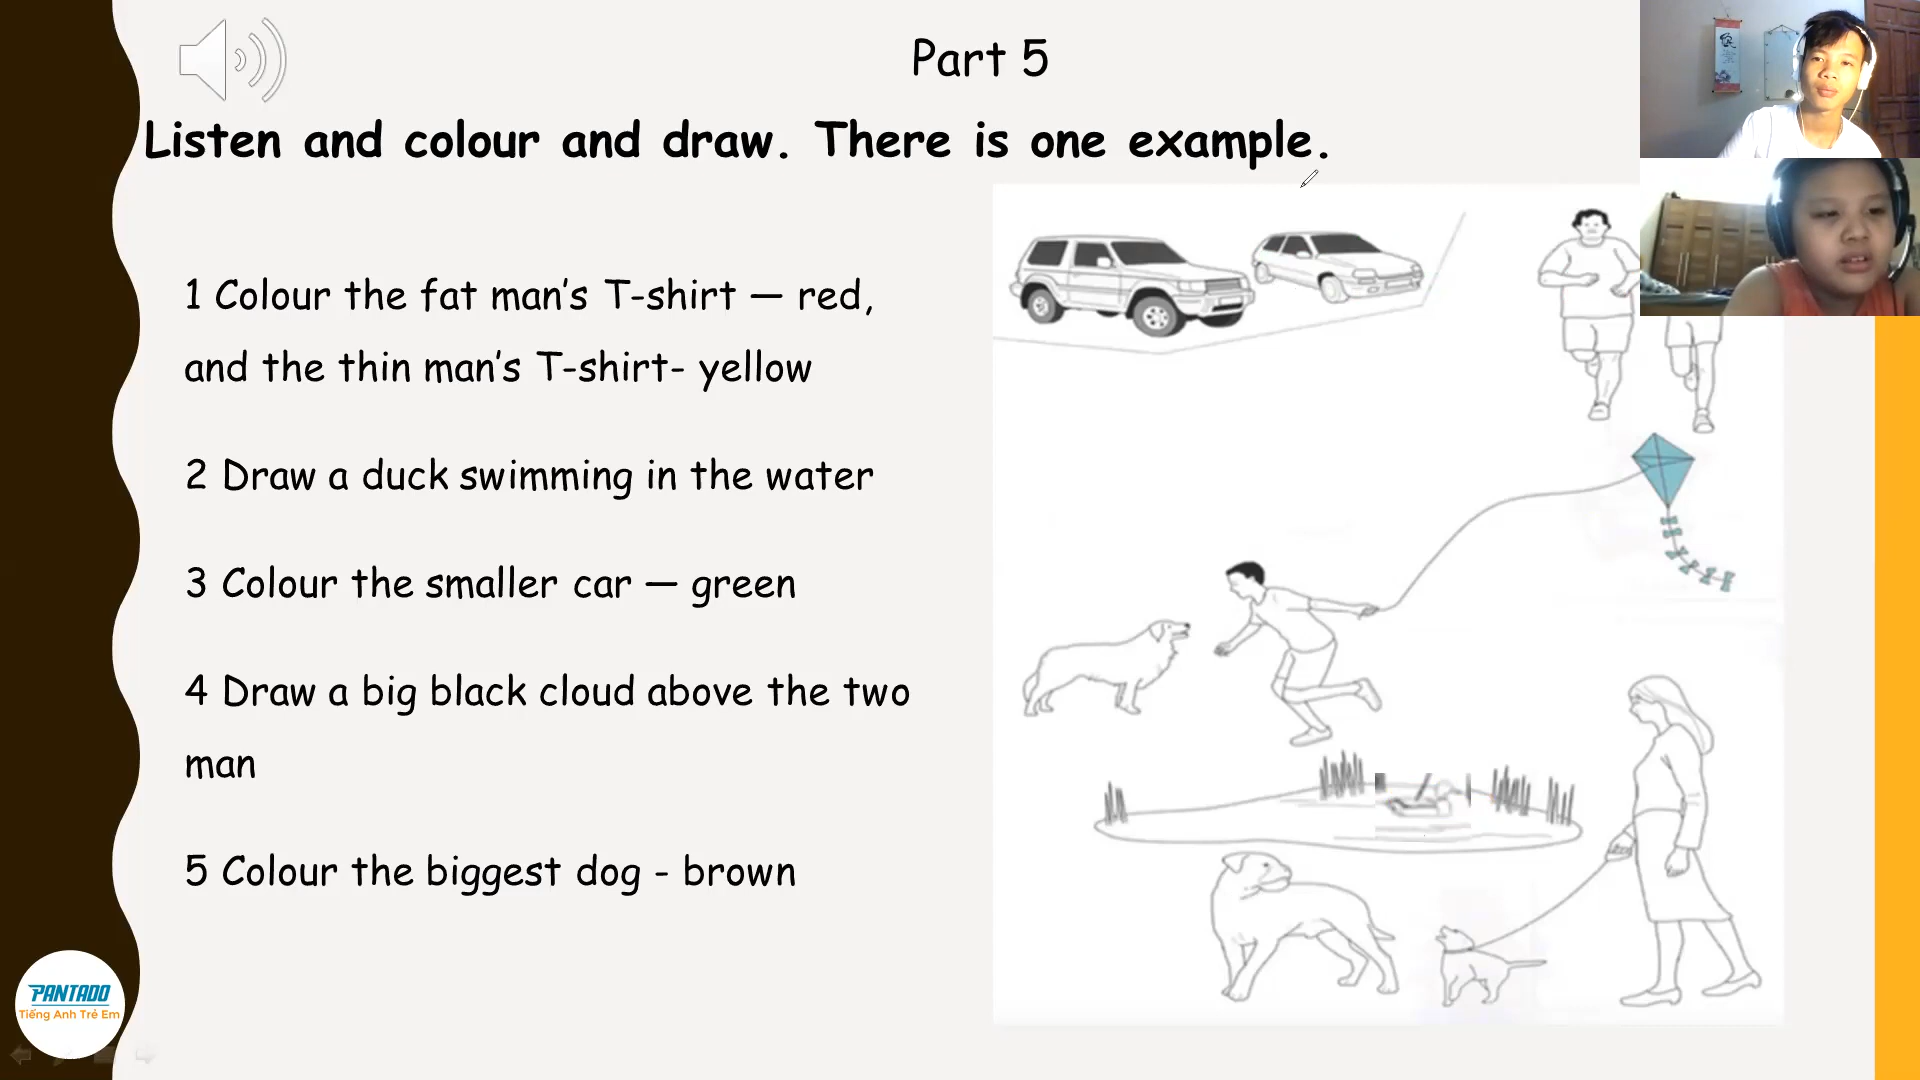 Part 5
Listen and colour and draw. There is one example.
1 Colour the fat man’s T-shirt — red,
and the thin man’s T-shirt- yellow
2 Draw a duck swimming in the water
3 Colour the smaller car — green
4 Draw a big black cloud above the two
man
5 Colour the biggest dog - brown
PANTADO
Tiếng Anh Trẻ Em